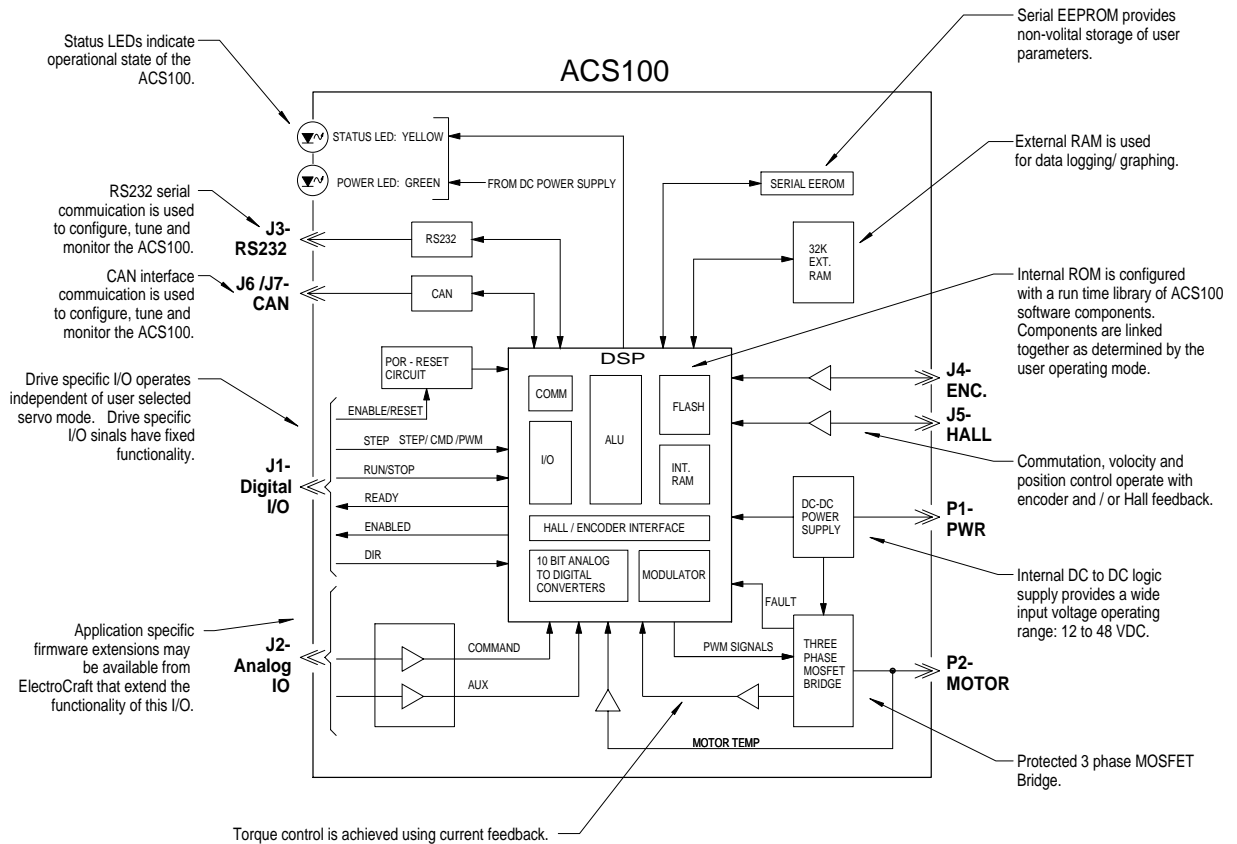 Serial EEPROM provides
non-volital storage of user
parameters.
Status LEDs indicate
operational state of the
ACS100.
ACS100
STATUS LED: YELLOW
POWER LED: GREEN
FROM DC POWER SUPPLY
SERIAL EEROM
External RAM is used
for data logging/ graphing.
RS232 serial
commuication is used
to configure, tune and
monitor the ACS100.
J3-
RS232
RS232
32K
EXT.
RAM
CAN interface
commuication is used
to configure, tune and
monitor the ACS100.
J6 /J7-
CAN
CAN
Internal ROM is configured
with a run time library of ACS100
software components.
Components are linked
together as determined by the
user operating mode.
DSP
POR - RESET
CIRCUIT
COMM
ALU
FLASH
I/O
INT.
RAM
HALL / ENCODER INTERFACE
10 BIT ANALOG
TO DIGITAL
CONVERTERS
MODULATOR
J4-
ENC.
J5-
HALL
Drive specific I/O operates
independent of user selected
servo mode. Drive specific
I/O sinals have fixed
functionality.
J1-
Digital
I/O
ENABLE/RESET
STEP STEP/ CMD /PWM
RUN/STOP
READY
ENABLED
DIR
Commutation, volocity and
position control operate with
encoder and / or Hall feedback.
DC-DC
POWER
SUPPLY
P1-
PWR
Internal DC to DC logic
supply provides a wide
input voltage operating
range: 12 to 48 VDC.
FAULT
Application specific
firmware extensions may
be available from
ElectroCraft that extend the
functionality of this I/O.
J2-
Analog
IO
COMMAND
AUX
PWM SIGNALS
THREE
PHASE
MOSFET
BRIDGE
P2-
MOTOR
MOTOR TEMP
Protected 3 phase MOSFET
Bridge.
Torque control is achieved using current feedback.